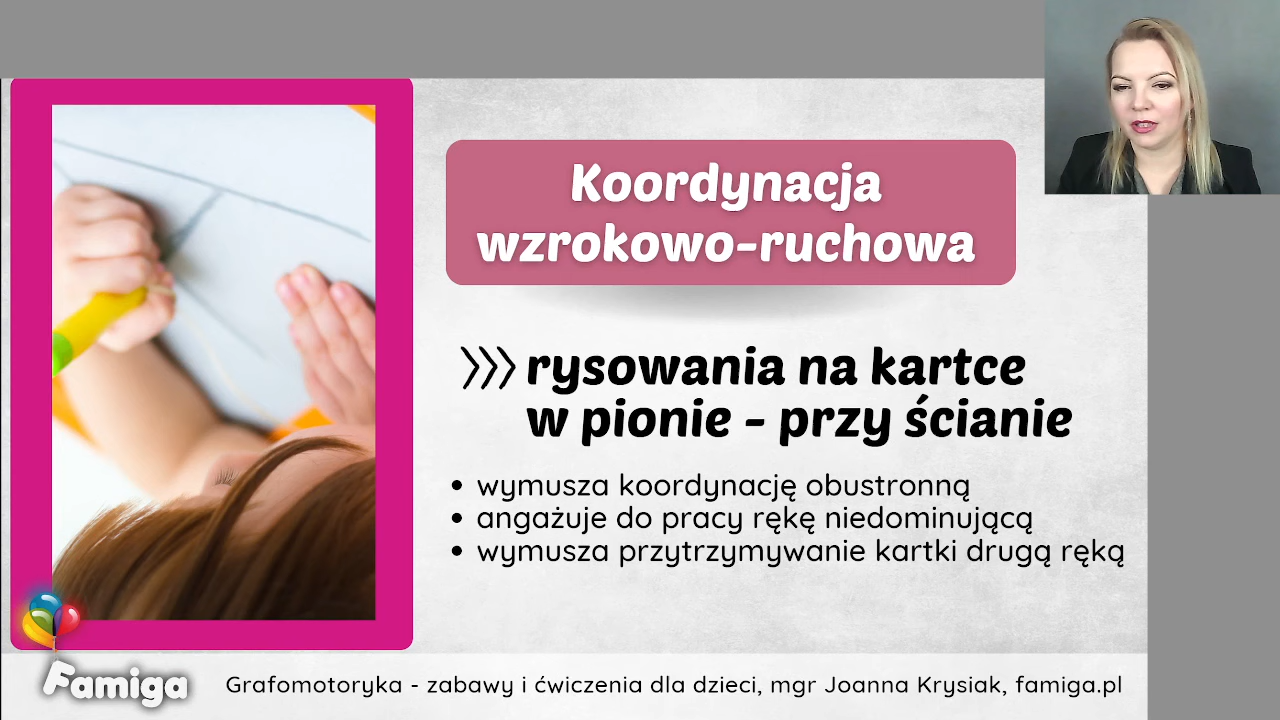 Koordynacja
wzrokowo-ruchowa
rysowania na kartce
w pionie - przy ścianie
• wymusza koordynację obustronną
• angażuje do pracy rękę niedominującą
• wymusza przytrzymywanie kartki drugą ręką
Famiga
Grafomotoryka - zabawy i ćwiczenia dla dzieci, mgr Joanna Krysiak, famiga.pl